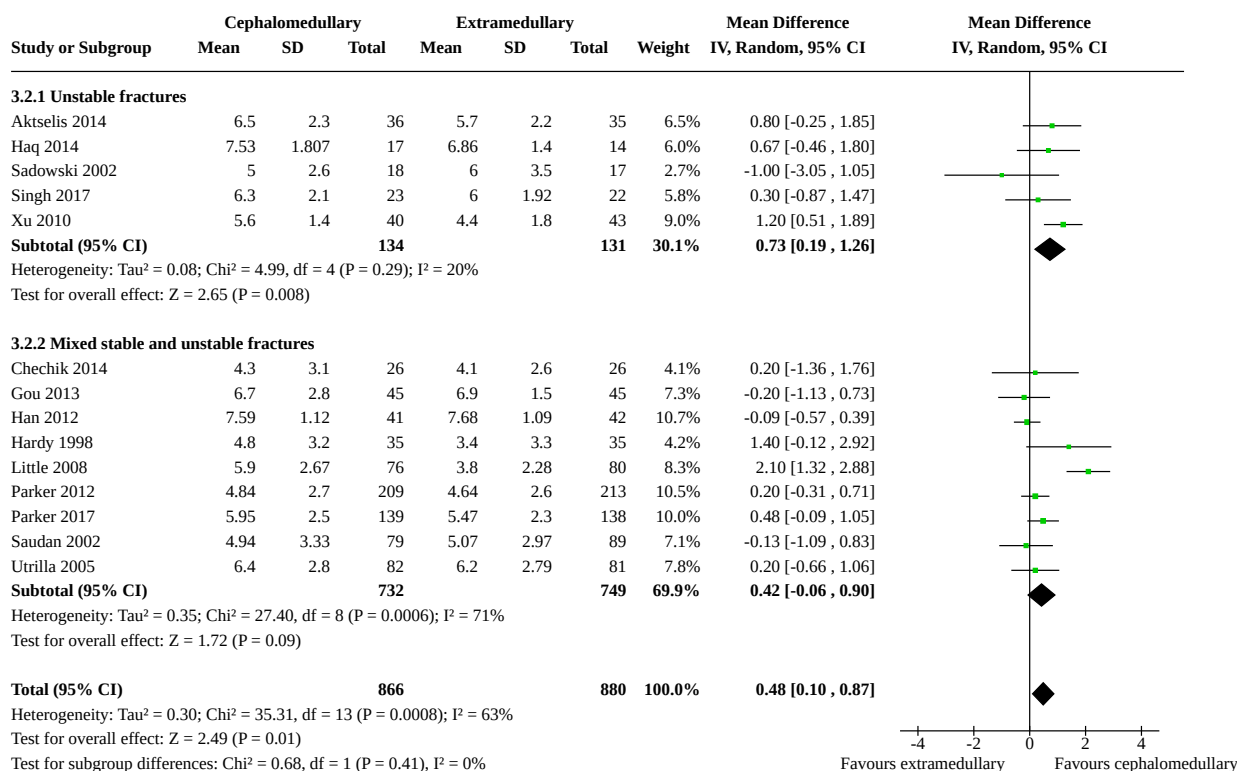 Cephalomedullary Extramedullary Mean Difference Mean Difference
Study or Subgroup Mean SD Total Mean SD Total Weight IV, Random, 95% CI IV, Random, 95% CI
3.2.1 Unstable fractures
Aktselis 2014 6.5 2.3 36 5.7 2.2 35 6.5% 0.80 [-0.25 , 1.85]
Haq 2014 7.53 1.807 17 6.86 1.4 14 6.0% 0.67 [-0.46 , 1.80]
Sadowski 2002 5 2.6 18 6 3.5 17 2.7% -1.00 [-3.05 , 1.05]
Singh 2017 6.3 2.1 23 6 1.92 22 5.8% 0.30 [-0.87 , 1.47]
Xu 2010 5.6 1.4 40 4.4 1.8 43 9.0% 1.20 [0.51 , 1.89]
Subtotal (95% CI) 134 131 30.1% 0.73 [0.19 , 1.26]
Heterogeneity: Tau² = 0.08; Chi² = 4.99, df = 4 (P = 0.29); I² = 20%
Test for overall effect: Z = 2.65 (P = 0.008)
3.2.2 Mixed stable and unstable fractures
Chechik 2014 4.3 3.1 26 4.1 2.6 26 4.1% 0.20 [-1.36 , 1.76]
Gou 2013 6.7 2.8 45 6.9 1.5 45 7.3% -0.20 [-1.13 , 0.73]
Han 2012 7.59 1.12 41 7.68 1.09 42 10.7% -0.09 [-0.57 , 0.39]
Hardy 1998 4.8 3.2 35 3.4 3.3 35 4.2% 1.40 [-0.12 , 2.92]
Little 2008 5.9 2.67 76 3.8 2.28 80 8.3% 2.10 [1.32 , 2.88]
Parker 2012 4.84 2.7 209 4.64 2.6 213 10.5% 0.20 [-0.31 , 0.71]
Parker 2017 5.95 2.5 139 5.47 2.3 138 10.0% 0.48 [-0.09 , 1.05]
Saudan 2002 4.94 3.33 79 5.07 2.97 89 7.1% -0.13 [-1.09 , 0.83]
Utrilla 2005 6.4 2.8 82 6.2 2.79 81 7.8% 0.20 [-0.66 , 1.06]
Subtotal (95% CI) 732 749 69.9% 0.42 [-0.06 , 0.90]
Heterogeneity: Tau² = 0.35; Chi² = 27.40, df = 8 (P = 0.0006); I² = 71%
Test for overall effect: Z = 1.72 (P = 0.09)
Total (95% CI) 866 880 100.0% 0.48 [0.10 , 0.87]
Heterogeneity: Tau² = 0.30; Chi² = 35.31, df = 13 (P = 0.0008); I² = 63%
Test for overall effect: Z = 2.49 (P = 0.01) -4 -2 0 2 4
Test for subgroup differences: Chi² = 0.68, df = 1 (P = 0.41), I² = 0% Favours extramedullary Favours cephalomedullary